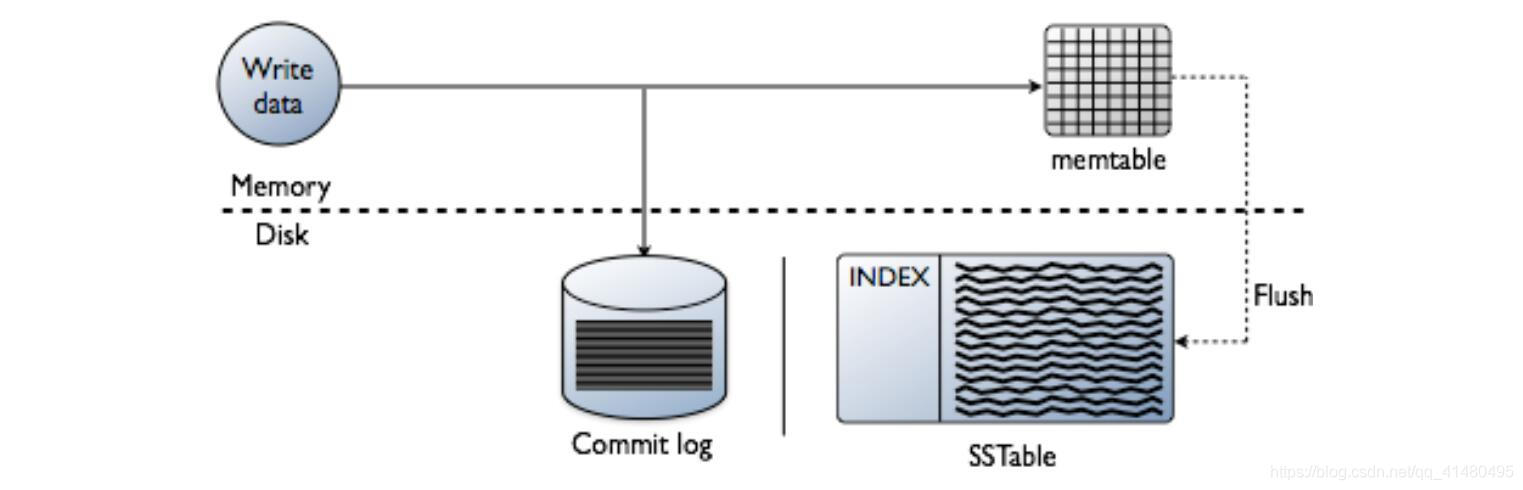 Write
data
memtable
Memory
Disk
INDEX
Flush
Commit log
SSTable
https://blog.csdn.net/qq_41480495